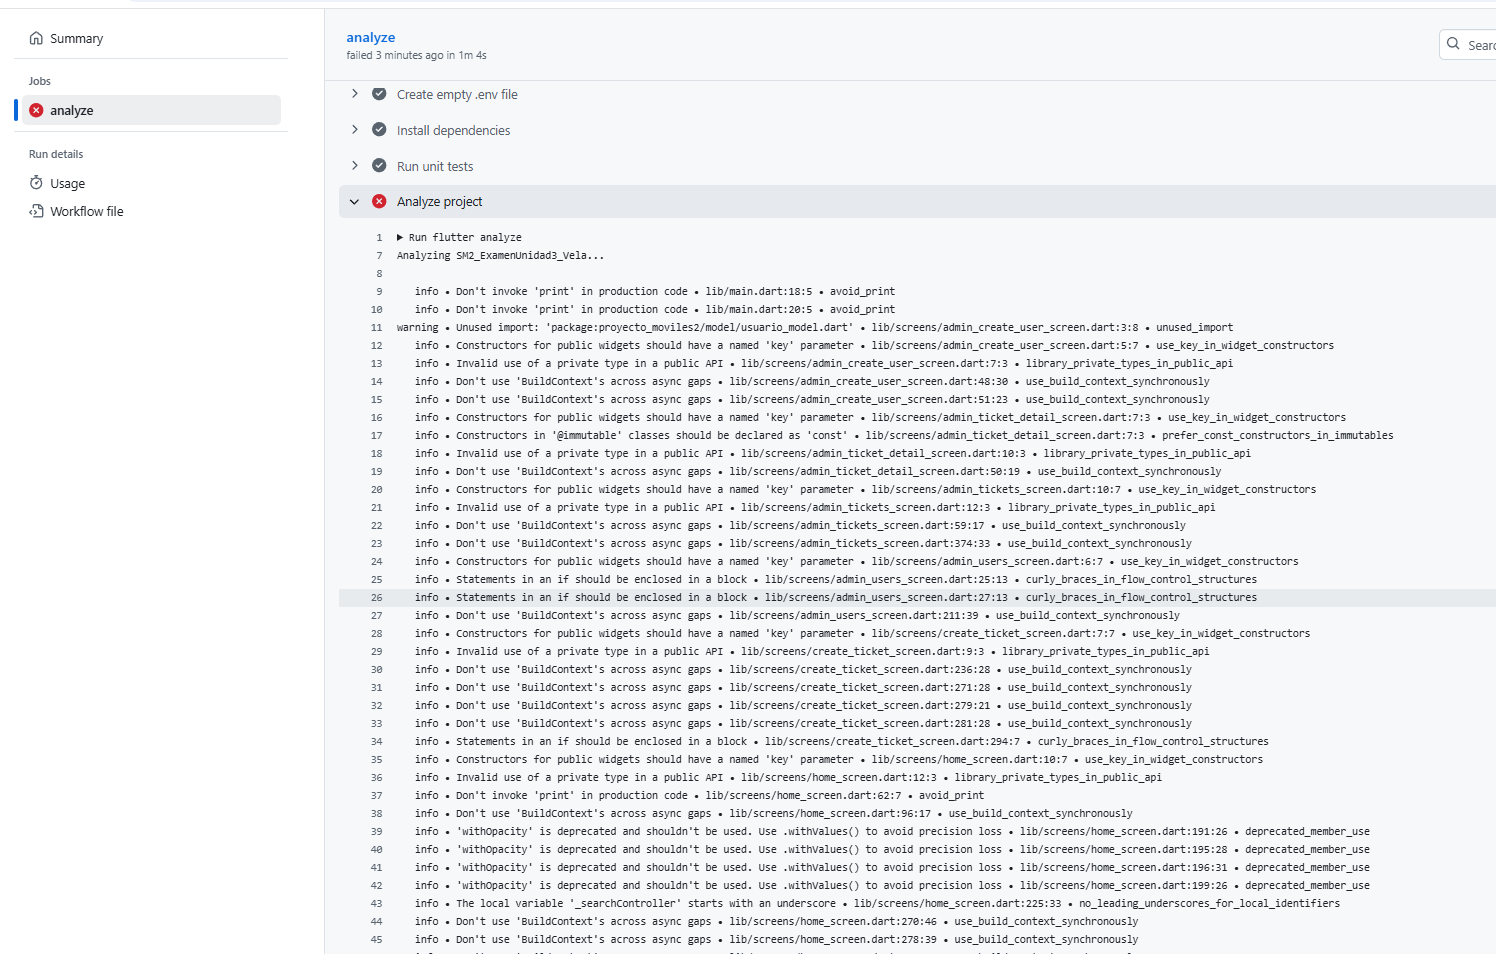 Summary
Jobs
analyze
Run details
Usage
Workflow file
analyze
failed 3 minutes ago in 1m 4s
Sear
Create empty .env file
Install dependencies
Run unit tests
Analyze project
1 ▶ Run flutter analyze
7 Analyzing SM2_ExamenUnidad3_Vela...
8
9 info • Don't invoke 'print' in production code • lib/main.dart:18:5 • avoid_print
10 info • Don't invoke 'print' in production code • lib/main.dart:20:5 • avoid_print
11 warning • Unused import: 'package:proyecto_moviles2/model/usuario_model.dart' • lib/screens/admin_create_user_screen.dart:3:8 • unused_import
12 info • Constructors for public widgets should have a named 'key' parameter • lib/screens/admin_create_user_screen.dart:5:7 • use_key_in_widget_constructors
13 info • Invalid use of a private type in a public API • lib/screens/admin_create_user_screen.dart:7:3 • library_private_types_in_public_api
14 info • Don't use 'BuildContext's across async gaps • lib/screens/admin_create_user_screen.dart:48:30 • use_build_context_synchronously
15 info • Don't use 'BuildContext's across async gaps • lib/screens/admin_create_user_screen.dart:51:23 • use_build_context_synchronously
16 info • Constructors for public widgets should have a named 'key' parameter • lib/screens/admin_ticket_detail_screen.dart:7:3 • use_key_in_widget_constructors
17 info • Constructors in '@immutable' classes should be declared as 'const' • lib/screens/admin_ticket_detail_screen.dart:7:3 • prefer_const_constructors_in_immutables
18 info • Invalid use of a private type in a public API • lib/screens/admin_ticket_detail_screen.dart:10:3 • library_private_types_in_public_api
19 info • Don't use 'BuildContext's across async gaps • lib/screens/admin_ticket_detail_screen.dart:50:19 • use_build_context_synchronously
20 info • Constructors for public widgets should have a named 'key' parameter • lib/screens/admin_tickets_screen.dart:10:7 • use_key_in_widget_constructors
21 info • Invalid use of a private type in a public API • lib/screens/admin_tickets_screen.dart:12:3 • library_private_types_in_public_api
22 info • Don't use 'BuildContext's across async gaps • lib/screens/admin_tickets_screen.dart:59:17 • use_build_context_synchronously
23 info • Don't use 'BuildContext's across async gaps • lib/screens/admin_tickets_screen.dart:374:33 • use_build_context_synchronously
24 info • Constructors for public widgets should have a named 'key' parameter • lib/screens/admin_users_screen.dart:6:7 • use_key_in_widget_constructors
25 info • Statements in an if should be enclosed in a block • lib/screens/admin_users_screen.dart:25:13 • curly_braces_in_flow_control_structures
26 info • Statements in an if should be enclosed in a block • lib/screens/admin_users_screen.dart:27:13 • curly_braces_in_flow_control_structures
27 info • Don't use 'BuildContext's across async gaps • lib/screens/admin_users_screen.dart:211:39 • use_build_context_synchronously
28 info • Constructors for public widgets should have a named 'key' parameter • lib/screens/create_ticket_screen.dart:7:7 • use_key_in_widget_constructors
29 info • Invalid use of a private type in a public API • lib/screens/create_ticket_screen.dart:9:3 • library_private_types_in_public_api
30 info • Don't use 'BuildContext's across async gaps • lib/screens/create_ticket_screen.dart:236:28 • use_build_context_synchronously
31 info • Don't use 'BuildContext's across async gaps • lib/screens/create_ticket_screen.dart:271:28 • use_build_context_synchronously
32 info • Don't use 'BuildContext's across async gaps • lib/screens/create_ticket_screen.dart:279:21 • use_build_context_synchronously
33 info • Don't use 'BuildContext's across async gaps • lib/screens/create_ticket_screen.dart:281:28 • use_build_context_synchronously
34 info • Statements in an if should be enclosed in a block • lib/screens/create_ticket_screen.dart:294:7 • curly_braces_in_flow_control_structures
35 info • Constructors for public widgets should have a named 'key' parameter • lib/screens/home_screen.dart:10:7 • use_key_in_widget_constructors
36 info • Invalid use of a private type in a public API • lib/screens/home_screen.dart:12:3 • library_private_types_in_public_api
37 info • Don't invoke 'print' in production code • lib/screens/home_screen.dart:62:7 • avoid_print
38 info • Don't use 'BuildContext's across async gaps • lib/screens/home_screen.dart:96:17 • use_build_context_synchronously
39 info • 'withOpacity' is deprecated and shouldn't be used. Use .withValues() to avoid precision loss • lib/screens/home_screen.dart:191:26 • deprecated_member_use
40 info • 'withOpacity' is deprecated and shouldn't be used. Use .withValues() to avoid precision loss • lib/screens/home_screen.dart:195:28 • deprecated_member_use
41 info • 'withOpacity' is deprecated and shouldn't be used. Use .withValues() to avoid precision loss • lib/screens/home_screen.dart:196:31 • deprecated_member_use
42 info • 'withOpacity' is deprecated and shouldn't be used. Use .withValues() to avoid precision loss • lib/screens/home_screen.dart:199:26 • deprecated_member_use
43 info • The local variable '_searchController' starts with an underscore • lib/screens/home_screen.dart:225:33 • no_leading_underscores_for_local_identifiers
44 info • Don't use 'BuildContext's across async gaps • lib/screens/home_screen.dart:270:46 • use_build_context_synchronously
45 info • Don't use 'BuildContext's across async gaps • lib/screens/home_screen.dart:278:39 • use_build_context_synchronously